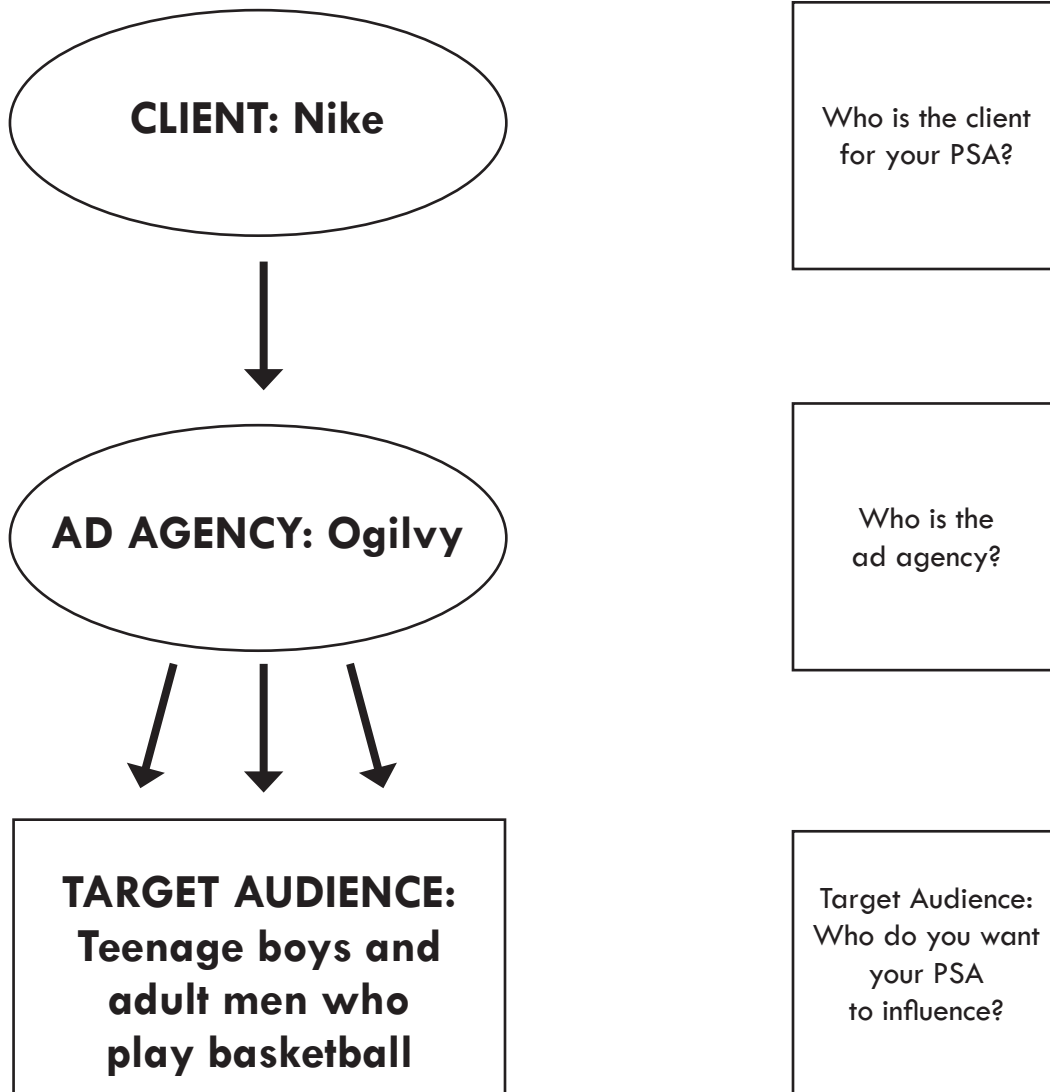 CLIENT: Nike
Who is the client
for your PSA?
AD AGENCY: Ogilvy
Who is the
ad agency?
TARGET AUDIENCE:
Teenage boys and
adult men who
play basketball
Target Audience:
Who do you want
your PSA
to influence?